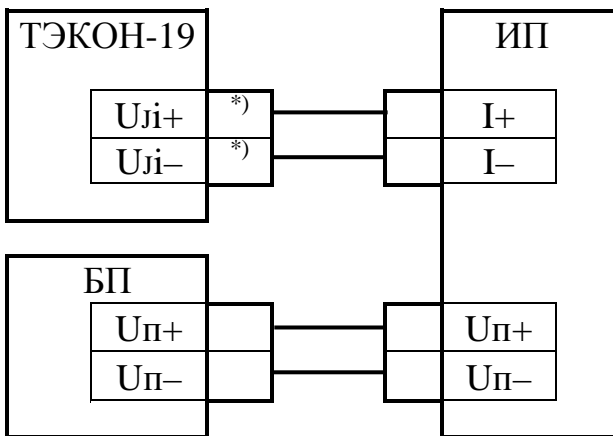 ТЭКОН-19 ИП
UJi+ *) I+
UJi– *) I–
БП
Uп+ Uп+
Uп– Uп–